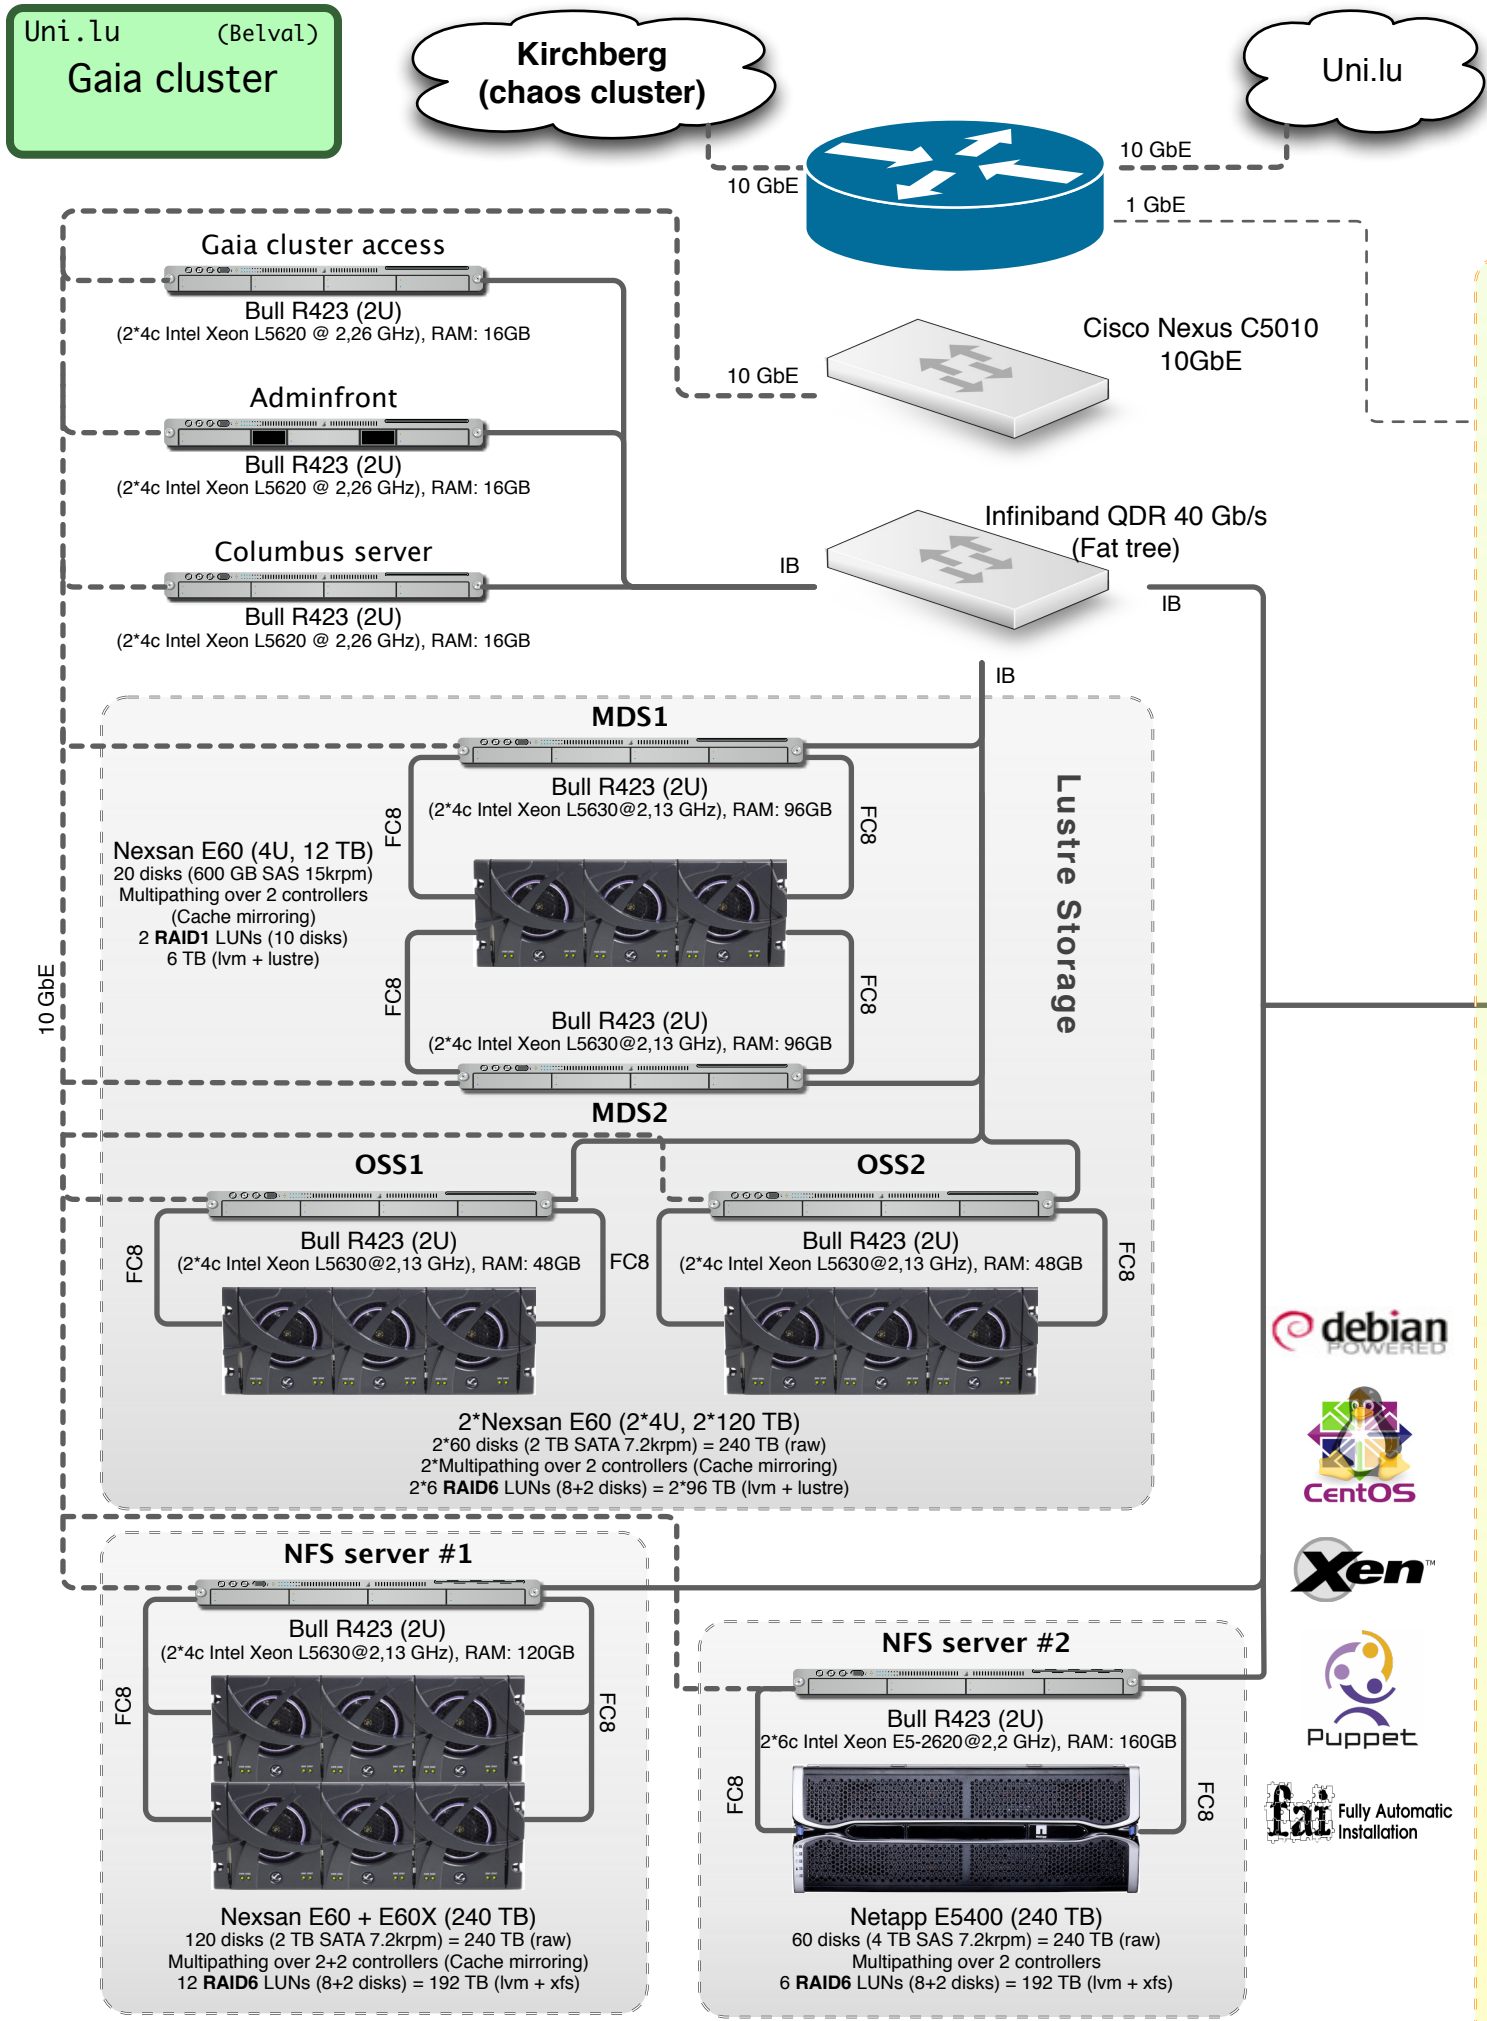 Uni.lu (Belval)
Gaia cluster
Kirchberg
(chaos cluster)
Uni.lu
10 GbE
10 GbE
1 GbE
Gaia cluster access
Bull R423 (2U)
(2*4c Intel Xeon L5620 @ 2,26 GHz), RAM: 16GB
Cisco Nexus C5010
10GbE
10 GbE
Adminfront
Bull R423 (2U)
(2*4c Intel Xeon L5620 @ 2,26 GHz), RAM: 16GB
Infiniband QDR 40 Gb/s
(Fat tree)
IB
IB
IB
Columbus server
Bull R423 (2U)
(2*4c Intel Xeon L5620 @ 2,26 GHz), RAM: 16GB
10 GbE
Lustre Storage
MDS1
Bull R423 (2U)
(2*4c Intel Xeon L5630@2,13 GHz), RAM: 96GB
FC8
FC8
Nexsan E60 (4U, 12 TB)
20 disks (600 GB SAS 15krpm)
Multipathing over 2 controllers
(Cache mirroring)
2 RAID1 LUNs (10 disks)
6 TB (lvm + lustre)
FC8
FC8
Bull R423 (2U)
(2*4c Intel Xeon L5630@2,13 GHz), RAM: 96GB
MDS2
OSS1
Bull R423 (2U)
(2*4c Intel Xeon L5630@2,13 GHz), RAM: 48GB
FC8
FC8
OSS2
Bull R423 (2U)
(2*4c Intel Xeon L5630@2,13 GHz), RAM: 48GB
FC8
2*Nexsan E60 (2*4U, 2*120 TB)
2*60 disks (2 TB SATA 7.2krpm) = 240 TB (raw)
2*Multipathing over 2 controllers (Cache mirroring)
2*6 RAID6 LUNs (8+2 disks) = 2*96 TB (lvm + lustre)
NFS server #1
Bull R423 (2U)
(2*4c Intel Xeon L5630@2,13 GHz), RAM: 120GB
FC8
FC8
Nexsan E60 + E60X (240 TB)
120 disks (2 TB SATA 7.2krpm) = 240 TB (raw)
Multipathing over 2+2 controllers (Cache mirroring)
12 RAID6 LUNs (8+2 disks) = 192 TB (lvm + xfs)
NFS server #2
Bull R423 (2U)
2*6c Intel Xeon E5-2620@2,2 GHz), RAM: 160GB
FC8
FC8
Netapp E5400 (240 TB)
60 disks (4 TB SAS 7.2krpm) = 240 TB (raw)
Multipathing over 2 controllers
6 RAID6 LUNs (8+2 disks) = 192 TB (lvm + xfs)
debian
POWERED
CentOS
Xen™
Puppet
fai Fully Automatic
Installation